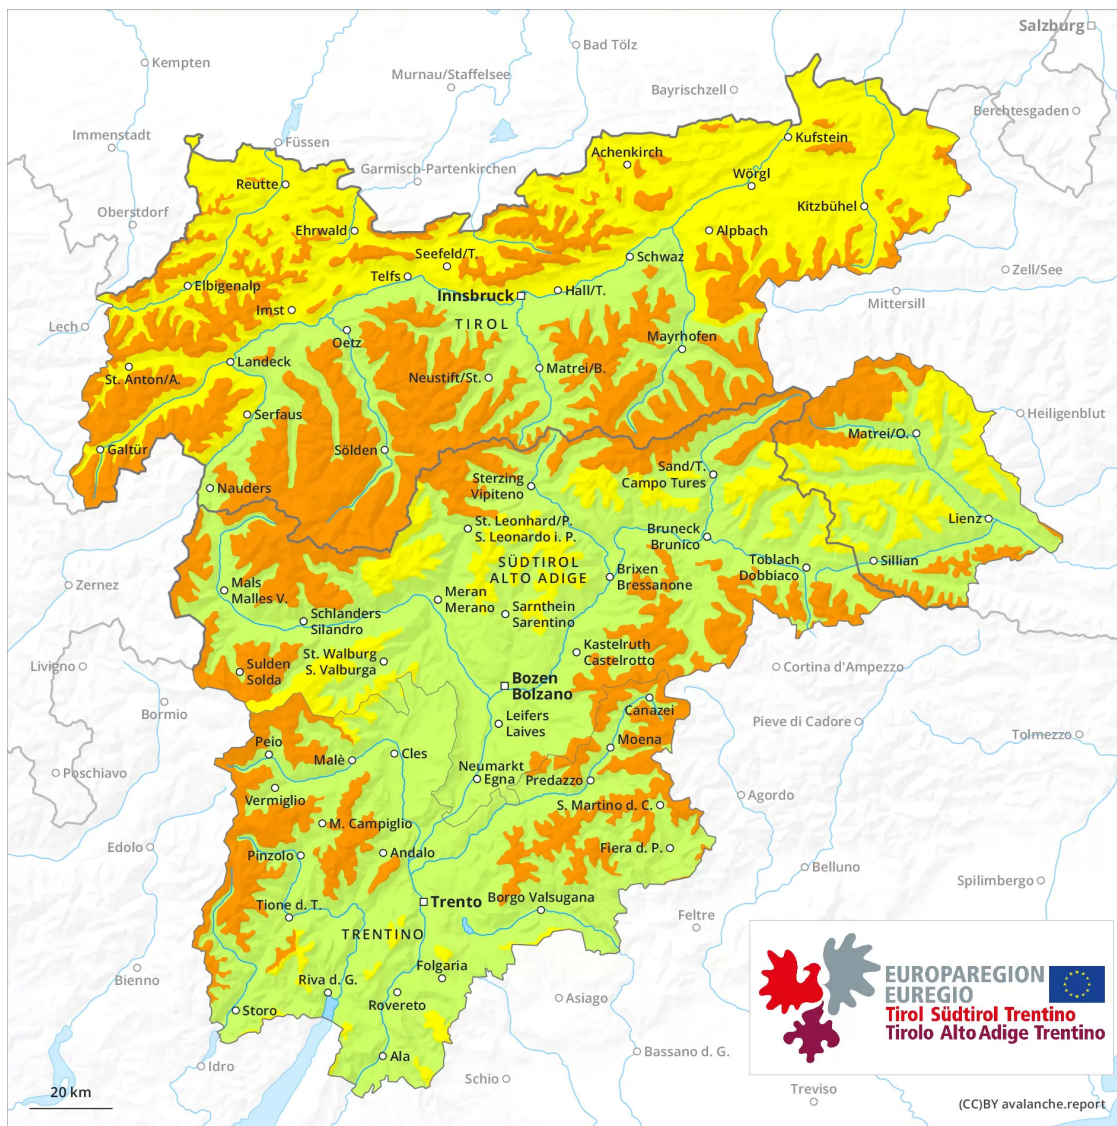 Salzburg
Bad Tölz
Kempten
Murnau/Staffelsee
Bayrischzell
Berchtesgaden
Immenstadt
Füssen
Kufstein
Achenkirch
Garmisch-Partenkirchen
Wörgl
Reutte
Oberstdorf
Kitzbühel
Ehrwald
Alpbach
Seefeld/T.
Schwaz
Zell/See
Telfs
Elbigenalp
Hall/T.
Innsbruck
Mittersill
Imst
TIROL
Lech
Oetz
Mayrhofen
Landeck
Matrei/B.
St. Anton/A.
Neustift/St.
Serfaus
Heiligenblut
Matrei/O.
Galtür
Sölden
Sand/T.
Campo Tures
Sterzing
Vipiteno
Nauders
Lienz
St. Leonhard/P.
S. Leonardo i. P.
Bruneck
Brunico
SÜDTIROL
ALTO ADIGE
Toblach
Dobbiaco
Sillian
Brixen
Bressanone
Zernez
Mals
Malles V.
Meran
Merano
Sarnthein
Sarentino
Schlanders
Silandro
Kastelruth
Castelrotto
St. Walburg
S. Valburga
Livigno
Sulden
Solda
Cortina d'Ampezzo
Bozen
Bolzano
Canazei
Bormio
Leifers
Laives
Pieve di Cadore
Tolmezzo
Peio
Moena
Malè
Cles
Neumarkt
Egna
Predazzo
Poschiavo
Vermiglio
Agordo
S. Martino d. C.
M. Campiglio
Edolo
Pinzolo
Andalo
Fiera d. P.
Belluno
Spilimbergo
Trento
Borgo Valsugana
Tione d. T.
Feltre
TRENTINO
Bienno
Folgaria
Riva d. G.
Rovereto
Asiago
Storo
Ala
Bassano d. G.
Idro
Schio
Treviso
EUROPAREGION
EUREGIO
Tirol Südtirol Trentino
Tirolo Alto Adige Trentino
20 km
(CC)BY avalanche.report